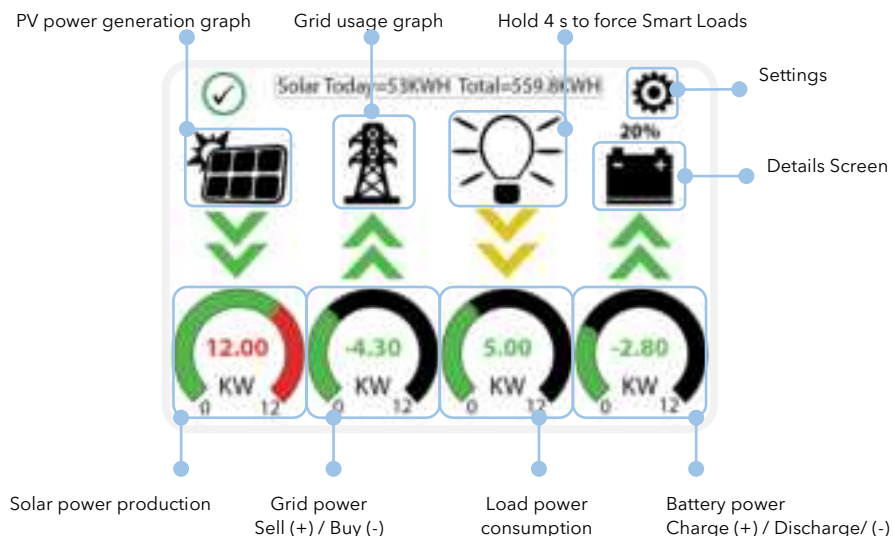 PV power generation graph
Grid usage graph
Hold 4 s to force Smart Loads
Settings
Solar Today=53KWH Total=559.8KWH
20%
Details Screen
12.00
KW
0 12
-4.30
KW
0 12
5.00
KW
0 12
-2.80
KW
0 12
Solar power production
Grid power
Sell (+) / Buy (-)
Load power
consumption
Battery power
Charge (+) / Discharge/ (-)